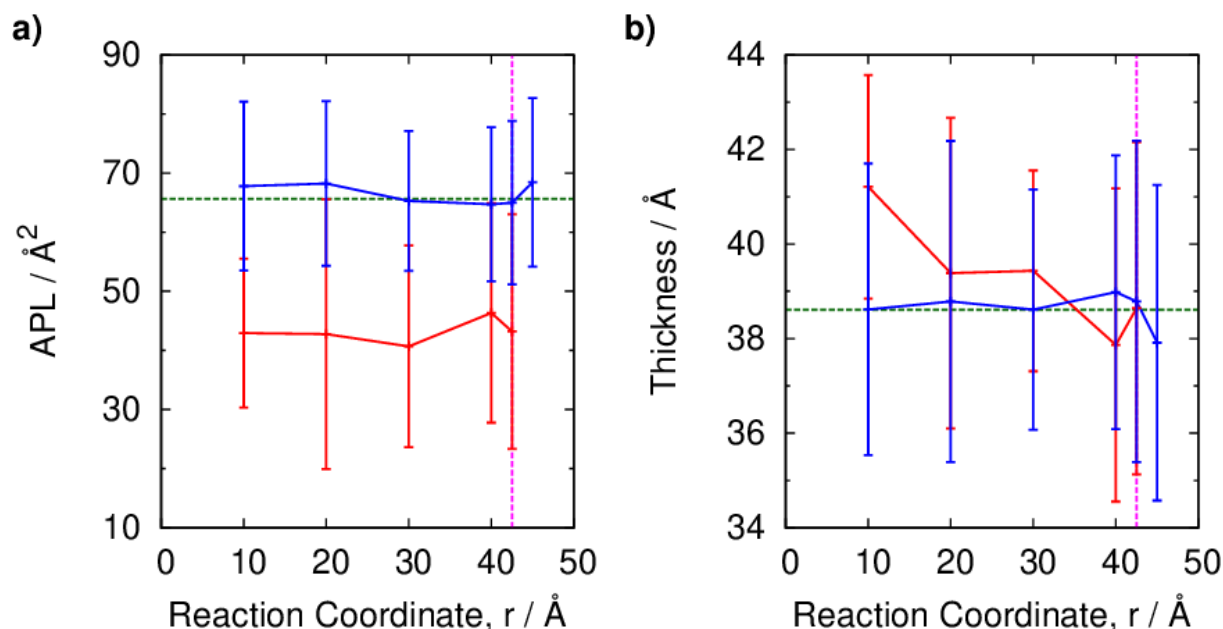 a)
90
70
50
30
10
APL / Å²
0 10 20 30 40 50
Reaction Coordinate, r / Å
b)
44
42
40
38
36
34
Thickness / Å
0 10 20 30 40 50
Reaction Coordinate, r / Å